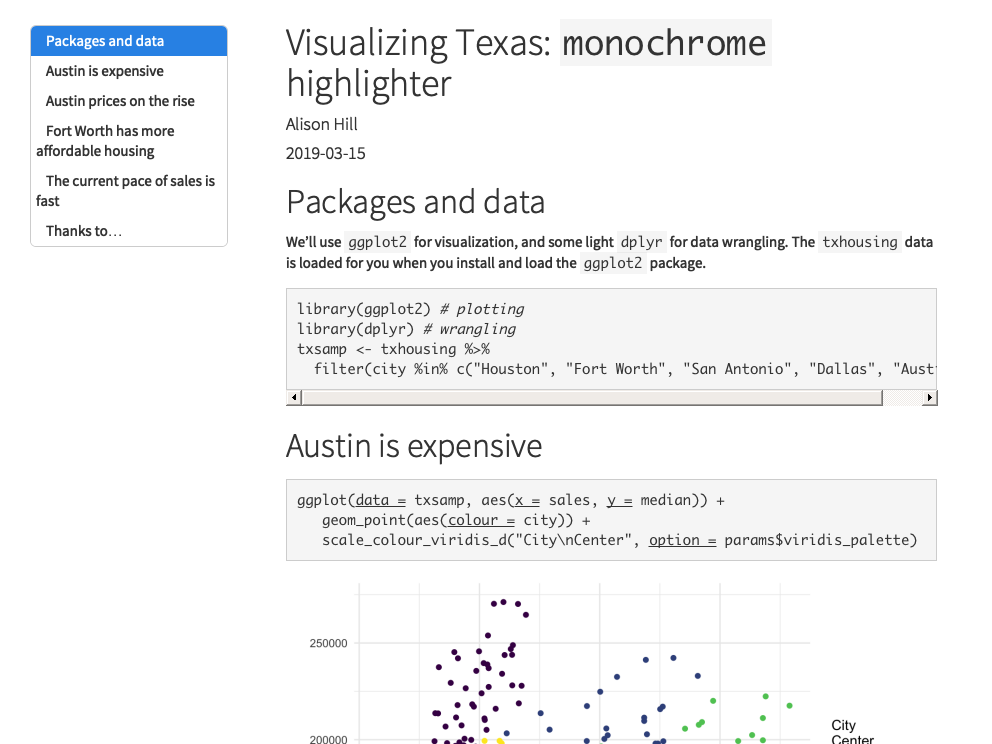 Packages and data
Austin is expensive
Austin prices on the rise
Fort Worth has more
affordable housing
The current pace of sales is
fast
Thanks to…
Visualizing Texas: monochrome
highlighter
Alison Hill
2019-03-15
Packages and data
We'll use ggplot2 for visualization, and some light dplyr for data wrangling. The txhousing data
is loaded for you when you install and load the ggplot2 package.
library(ggplot2) # plotting
library(dplyr) # wrangling
txsamp <- txhousing %>%
filter(city %in% c("Houston", "Fort Worth", "San Antonio", "Dallas", "Aust
Austin is expensive
ggplot(data = txsamp, aes(x = sales, y = median)) +
geom_point(aes(colour = city)) +
scale_colour_viridis_d("City\nCenter", option = params$viridis_palette)
250000
200000
City
Center